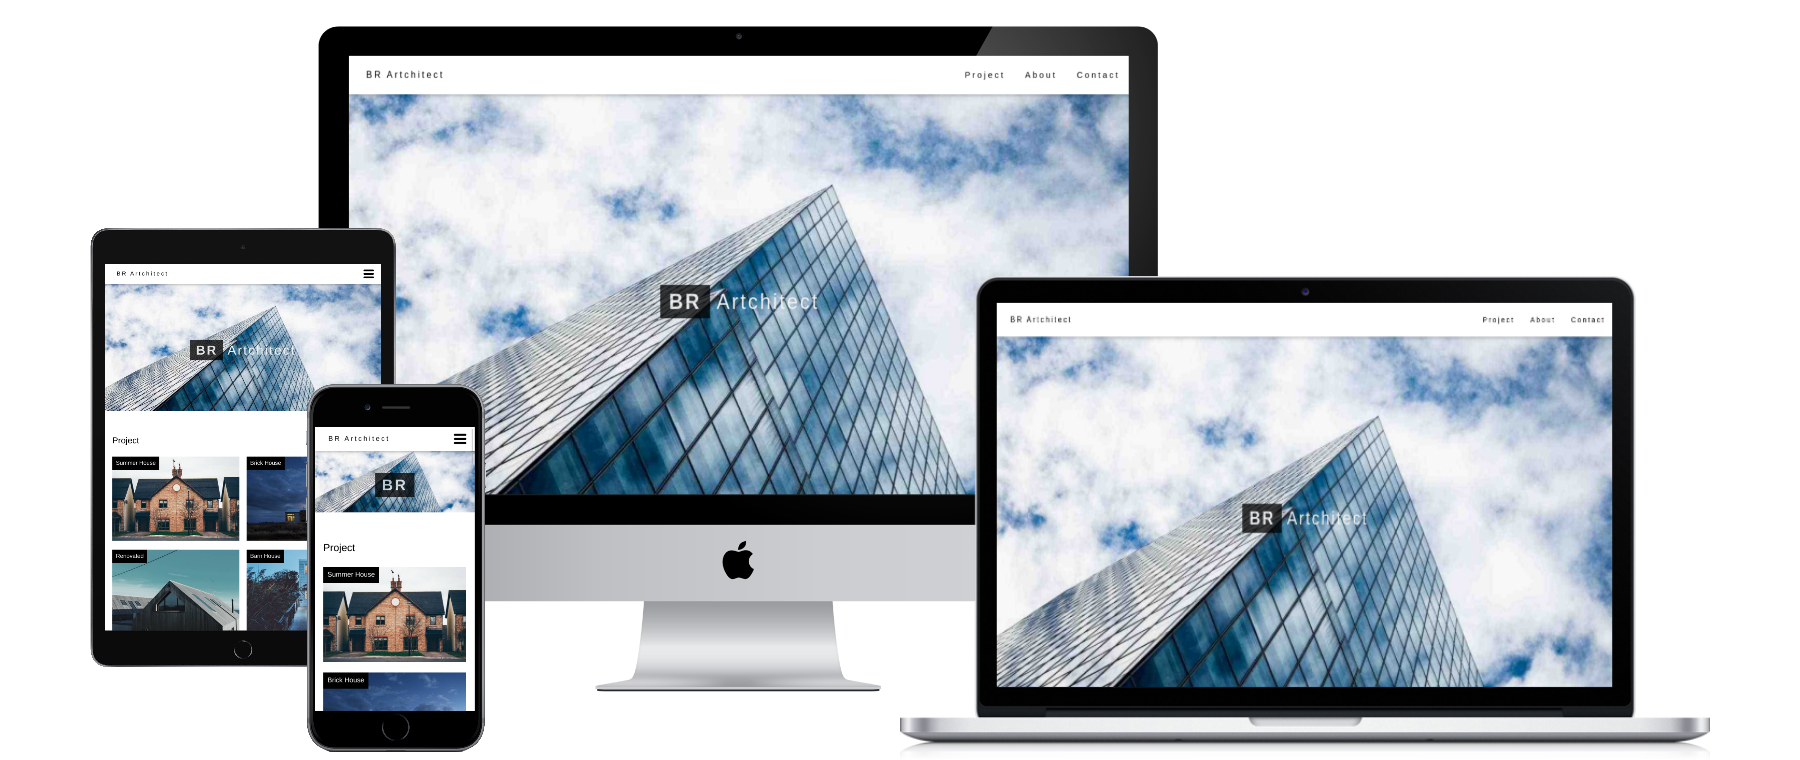 BR Artchitect
Project About Contact
BR Artchitect
BR Artchitect
BR Artchitect
Project
Summer House
Brick House
Renovated
Barn House
BR Artchitect
BR
Project
Summer House
Brick House
BR Artchitect
Project About Contact
BR Artchitect